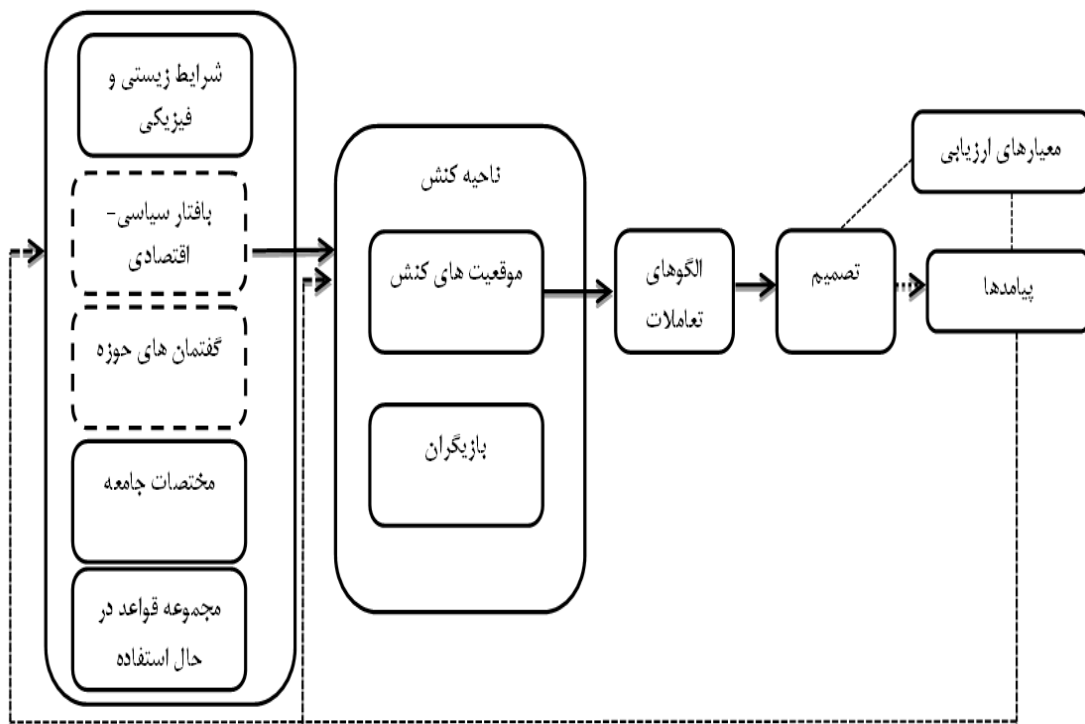 شرایط زیستی و
فیزیکی
بافتار سیاسی-
اقتصادی
گفتمان های حوزه
مختصات جامعه
مجموعه قواعد در
حال استفاده
ناحیه کنش
موقعیت های کنش
بازیگران
الگوهای
تعاملات
تصمیم
معیارهای ارزیابی
پیامدها